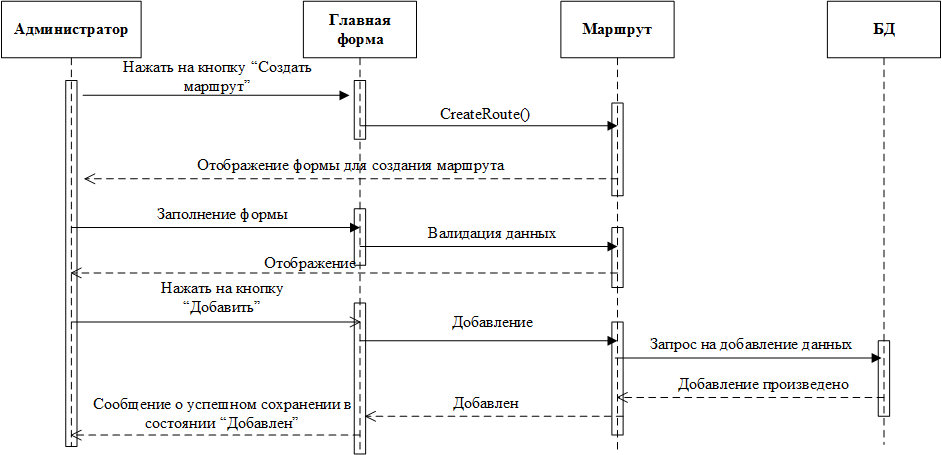 Администратор
Главная
форма
Маршрут
БД
Нажать на кнопку “Создать
маршрут”
CreateRoute()
Отображение формы для создания маршрута
Заполнение формы
Валидация данных
Отображение
Нажать на кнопку
“Добавить”
Добавление
Запрос на добавление данных
Добавление произведено
Добавлен
Сообщение о успешном сохранении в
состоянии “Добавлен”